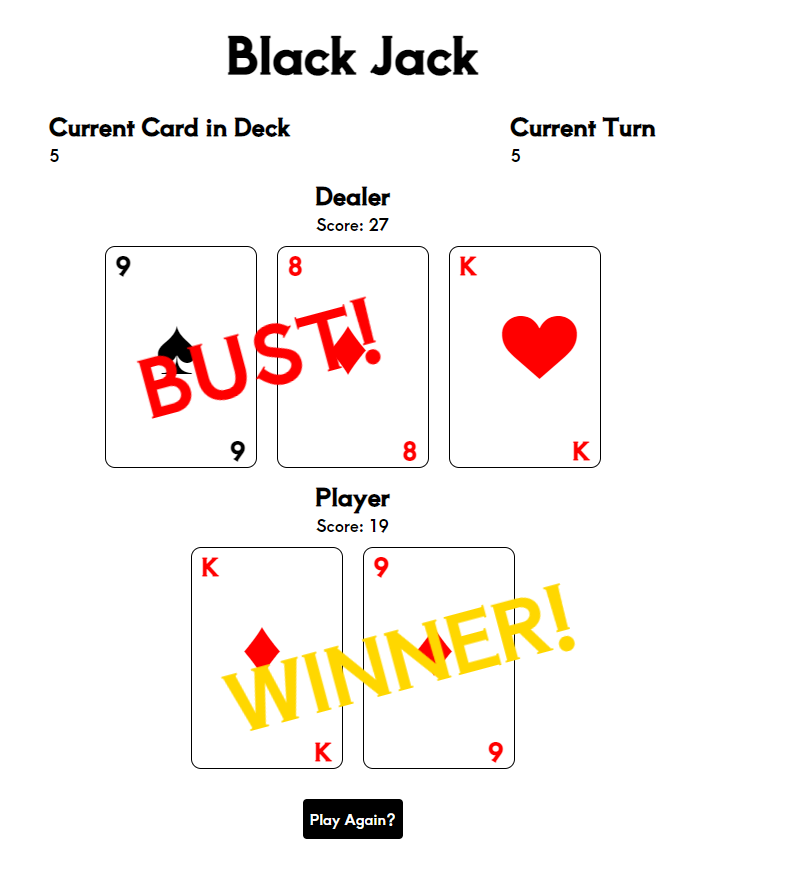 Black Jack
Current Card in Deck
5
Current Turn
5
Dealer
Score: 27
9
8
K
BUST!
9
8
K
Player
Score: 19
K
9
WINNER!
K
9
Play Again?